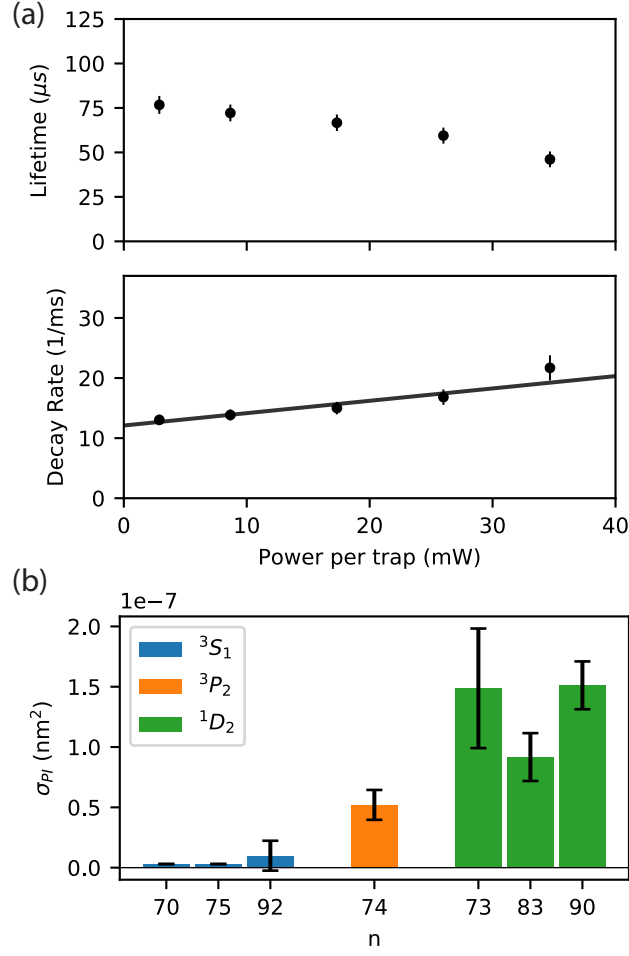 (a)
125
100
75
50
25
0
Lifetime (μs)
30
20
10
0
Decay Rate (1/ms)
0 10 20 30 40
Power per trap (mW)
(b)
1e−7
2.0
1.5
1.0
0.5
0.0
σPI (nm²)
³S₁
³P₂
¹D₂
70 75 92 74 73 83 90
n